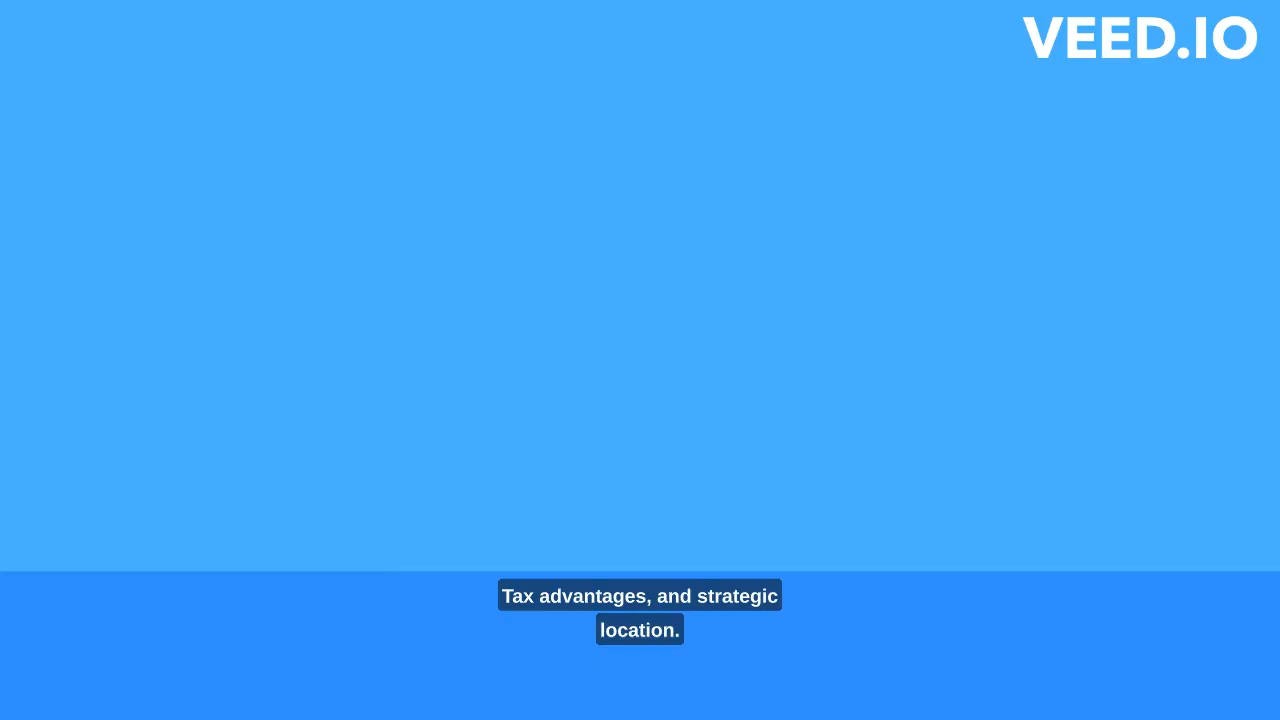 VEED.IO
Tax advantages, and strategic
location.